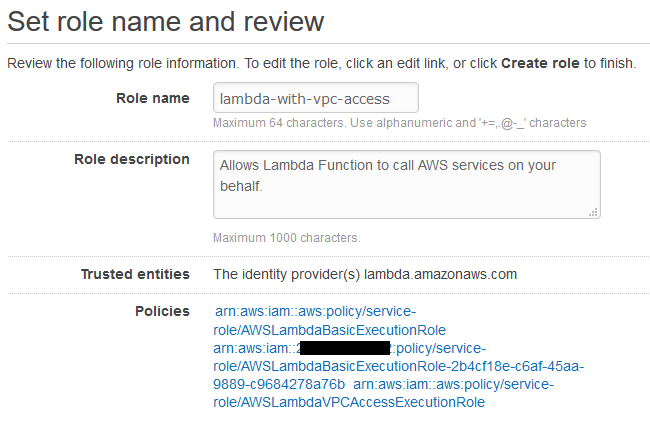 Set role name and review
Review the following role information. To edit the role, click an edit link, or click Create role to finish.
Role name lambda-with-vpc-access
Maximum 64 characters. Use alphanumeric and '+=,.@-_' characters
Role description Allows Lambda Function to call AWS services on your
behalf.
Maximum 1000 characters.
Trusted entities The identity provider(s) lambda.amazonaws.com
Policies arn:aws:iam::aws:policy/service-
role/AWSLambdaBasicExecutionRole
arn:aws:iam::2 :policy/service-
role/AWSLambdaBasicExecutionRole-2b4cf18e-c6af-45aa-
9889-c9684278a76b arn:aws:iam::aws:policy/service-
role/AWSLambdaVPCAccessExecutionRole